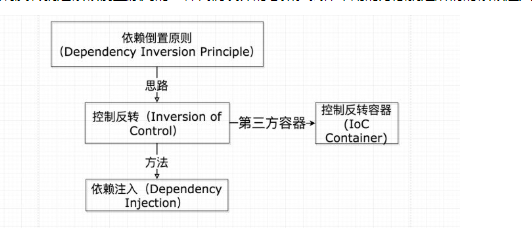 依赖倒置原则
（Dependency Inversion Principle）
思路
控制反转（Inversion of
Control）
第三方容器
控制反转容器
(IoC
Container)
方法
依赖注入（Dependency
Injection）